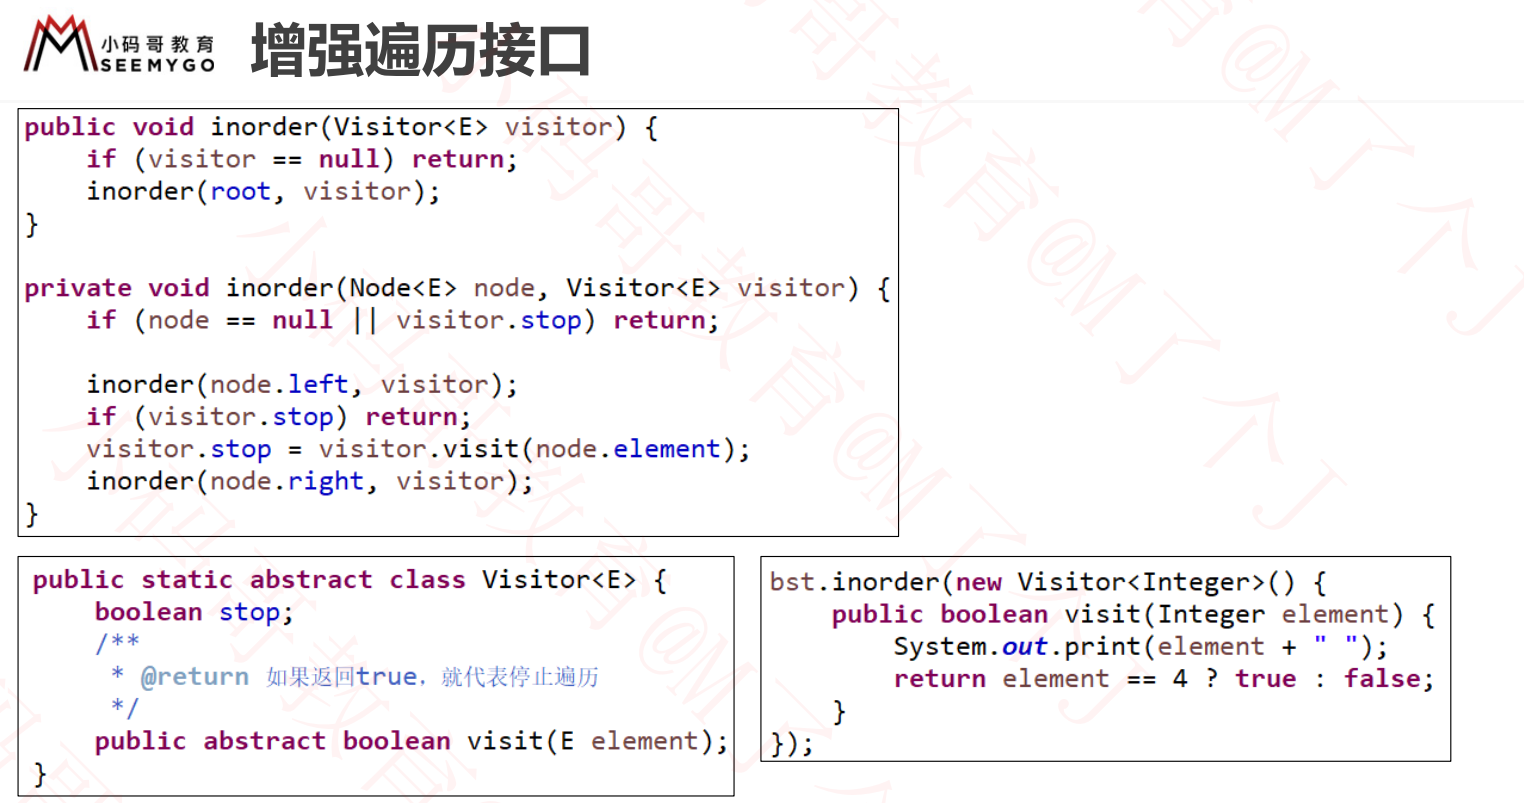 小码哥教育
SEEMYGO
增强遍历接口
public void inorder(Visitor<E> visitor) {
    if (visitor == null) return;
    inorder(root, visitor);
}

private void inorder(Node<E> node, Visitor<E> visitor) {
    if (node == null || visitor.stop) return;

    inorder(node.left, visitor);
    if (visitor.stop) return;
    visitor.stop = visitor.visit(node.element);
    inorder(node.right, visitor);
}
public static abstract class Visitor<E> {
    boolean stop;
    /**
     * @return 如果返回true，就代表停止遍历
     */
    public abstract boolean visit(E element);
}
bst.inorder(new Visitor<Integer>() {
    public boolean visit(Integer element) {
        System.out.print(element + " ");
        return element == 4 ? true : false;
    }
});
小码哥教育@M了个J